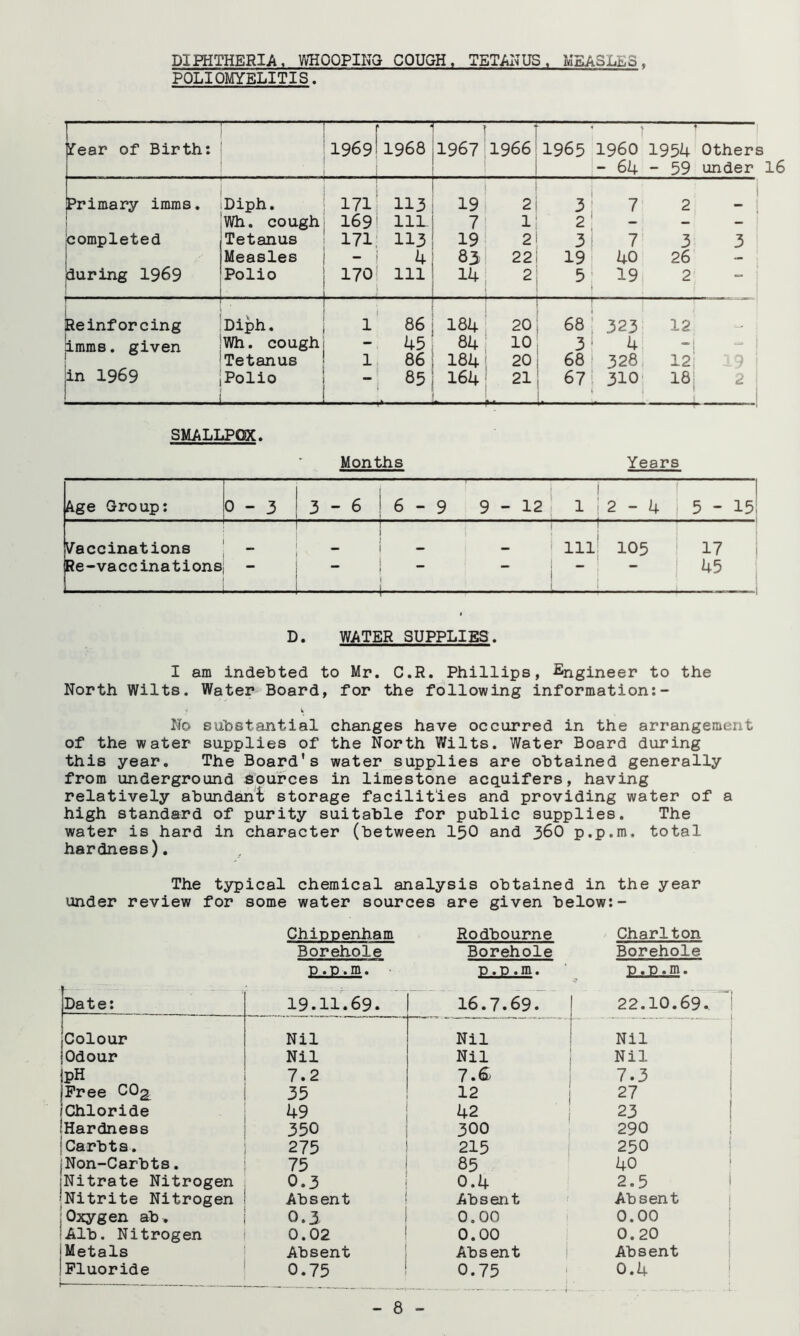 DIPHTHERIA, WHOOPING COUGH, TETANUS, MEASLES,
POLIOMYELITIS.
Year of Birth: 1969 1968 1967 1966 1965 1960 1954 Others
- 64 - 59 under 16
Primary imms. Diph. 171 113 19 2 3 7 2 -
Wh. cough 169 111 7 1 2 - - -
completed Tetanus 171 113 19 2 3 7 3 3
Measles - 4 83 22 19 40 26 -
during 1969 Polio 170 111 14 2 5 19 2 -
Reinforcing Diph. 1 86 184 20 68 323 12 -
imms. given Wh. cough - 45 84 10 3 4 - -
Tetanus 1 86 184 20 68 328 12 19
in 1969 Polio - 85 164 21 67 310 18 2
SMALLPOX.
Months Years
Age Group: 0 - 3 3 - 6 6 - 9 9 - 12 1 2 - 4 5 - 15
Vaccinations - - - - 111 105 17
Re-vaccinations - - - - - - 45
D. WATER SUPPLIES.
I am indebted to Mr. C.R. Phillips, Engineer to the
North Wilts. Water Board, for the following information:-
No substantial changes have occurred in the arrangement
of the water supplies of the North Wilts. Water Board during
this year. The Board's water supplies are obtained generally
from underground sources in limestone acquifers, having
relatively abundant storage facilities and providing water of a
high standard of purity suitable for public supplies. The
water is hard in character (between 150 and 360 p.p.m. total
hardness).
The typical chemical analysis obtained in the year
under review for some water sources are given below:-
Chippenham Rodbourne Charlton
Borehole Borehole Borehole
p.p.m. p.p.m. p.p.m.
Date: 19.11.69. 16.7.69. 22.10.69.
Colour Nil Nil Nil
Odour Nil Nil Nil
pH 7.2 7.6 7.3
Free CO2 35 12 27
Chloride 49 42 23
Hardness 350 300 290
Carbts. 275 215 250
Non-Carbts. 75 85 40
Nitrate Nitrogen 0.3 0.4 2.5
Nitrite Nitrogen Absent Absent Absent
Oxygen ab. 0.3 0.00 0.00
Alb. Nitrogen 0.02 0.00 0.20
Metals Absent Absent Absent
Fluoride 0.75 0.75 0.4
- 8 -